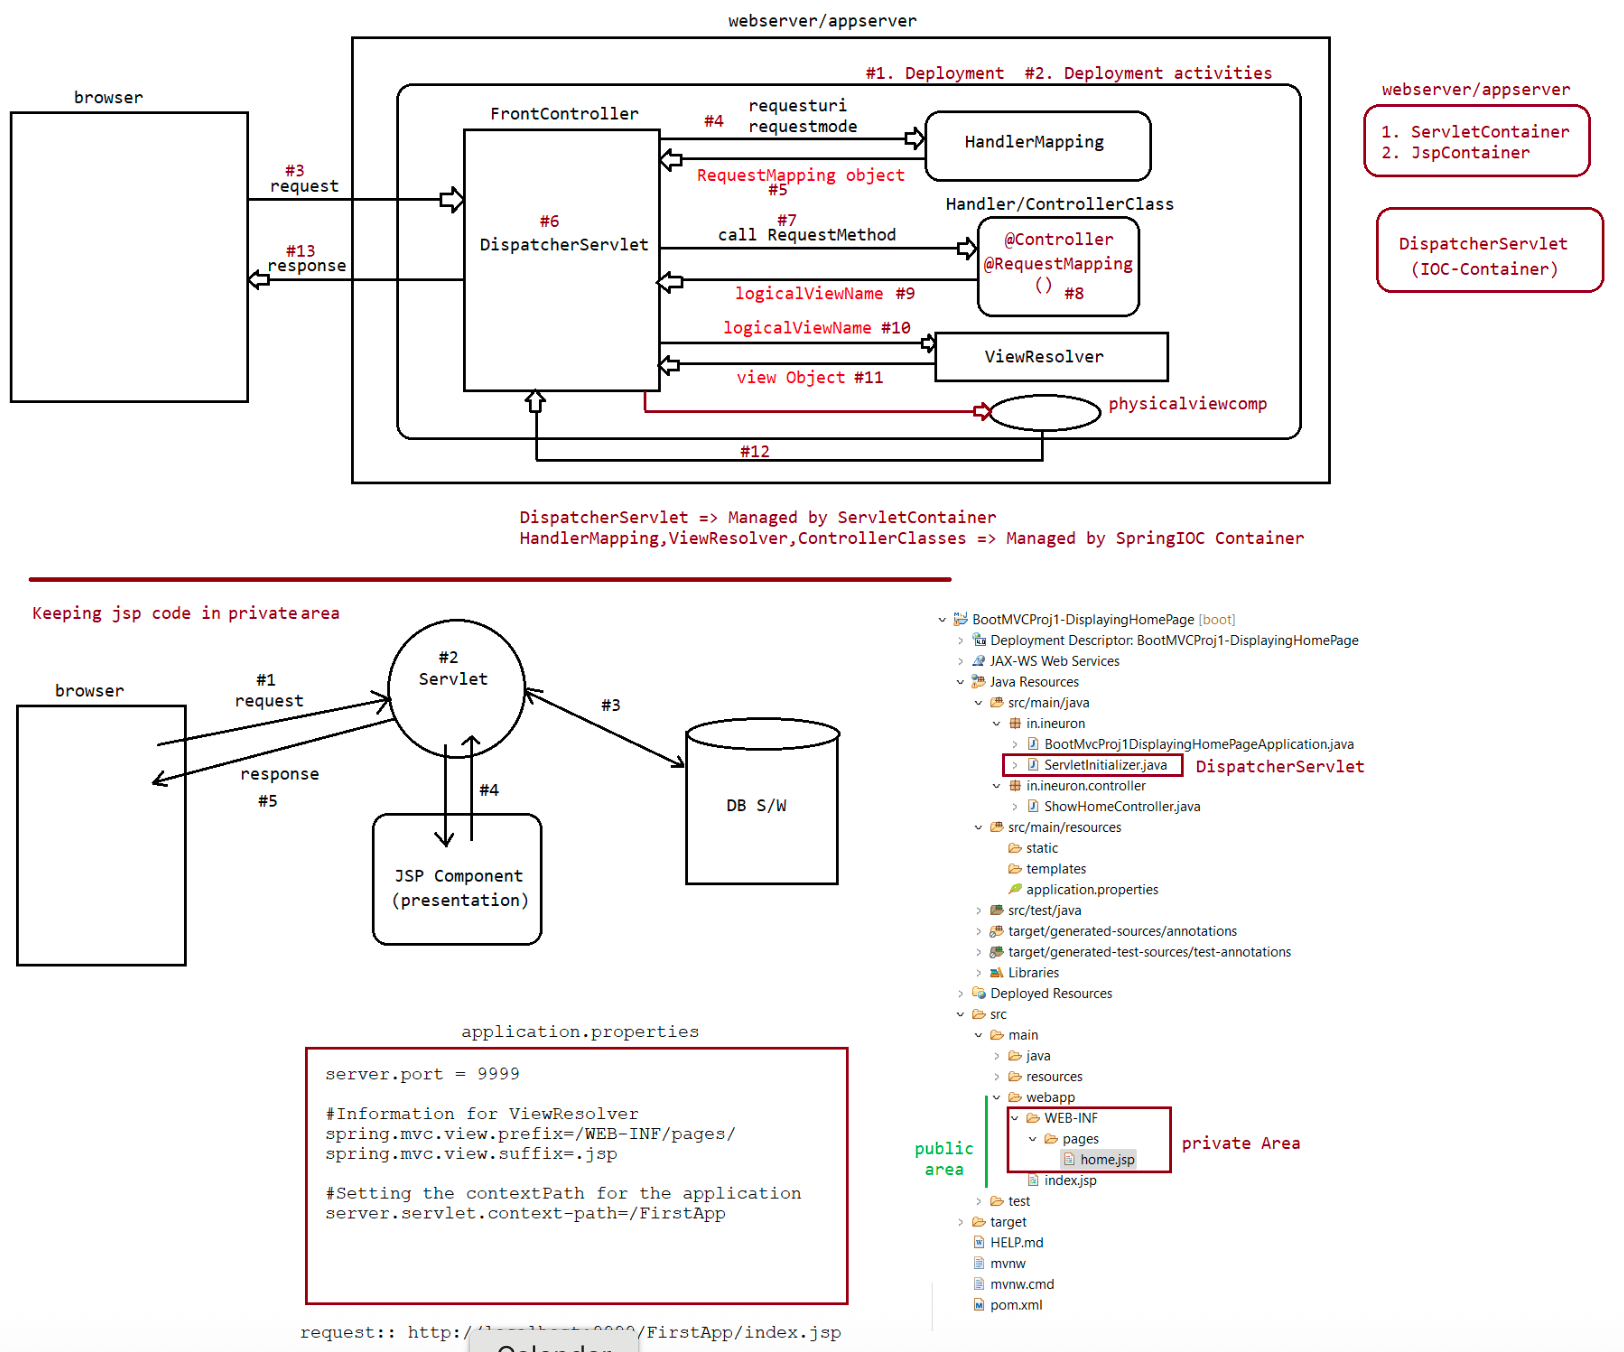 webserver/appserver
#1. Deployment #2. Deployment activities
browser
FrontController
requesturi
#4
requestmode
HandlerMapping
webserver/appserver
1. ServletContainer
2. JspContainer
#3
request
RequestMapping object
#5
Handler/ControllerClass
#6
DispatcherServlet
#7
call RequestMethod
@Controller
@RequestMapping
() #8
DispatcherServlet
(IOC-Container)
#13
response
logicalViewName #9
logicalViewName #10
ViewResolver
view Object #11
physicalviewcomp
#12
DispatcherServlet => Managed by ServletContainer
HandlerMapping,ViewResolver,ControllerClasses => Managed by SpringIOC Container
Keeping jsp code in private area
browser
#1
request
#2
Servlet
#3
response
#5
#4
DB S/W
JSP Component
(presentation)
BootMVCProj1-DisplayingHomePage [boot]
Deployment Descriptor: BootMVCProj1-DisplayingHomePage
JAX-WS Web Services
Java Resources
src/main/java
in.ineuron
BootMvcProj1DisplayingHomePageApplication.java
ServletInitializer.java DispatcherServlet
in.ineuron.controller
ShowHomeController.java
src/main/resources
static
templates
application.properties
src/test/java
target/generated-sources/annotations
target/generated-test-sources/test-annotations
Libraries
Deployed Resources
src
main
java
resources
webapp
WEB-INF
pages
home.jsp
index.jsp
public
area
private Area
test
target
HELP.md
mvnw
mvnw.cmd
pom.xml
application.properties
server.port = 9999
#Information for ViewResolver
spring.mvc.view.prefix=/WEB-INF/pages/
spring.mvc.view.suffix=.jsp
#Setting the contextPath for the application
server.servlet.context-path=/FirstApp
request:: http://localhost:9999/FirstApp/index.jsp